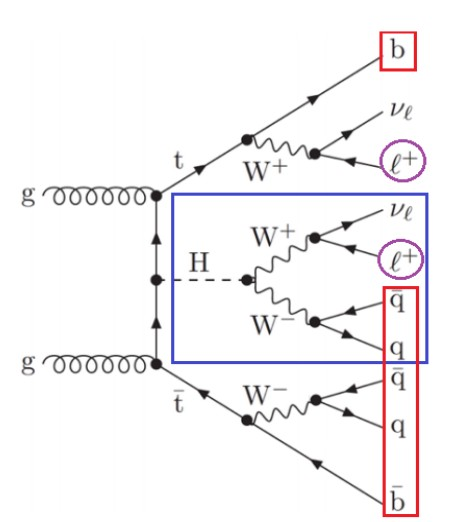 b
ν_ℓ
t
W⁺
ℓ⁺
g
ν_ℓ
W⁺
H
ℓ⁺
q̄
W⁻
q
g
q̄
t̄
W⁻
q
b̄